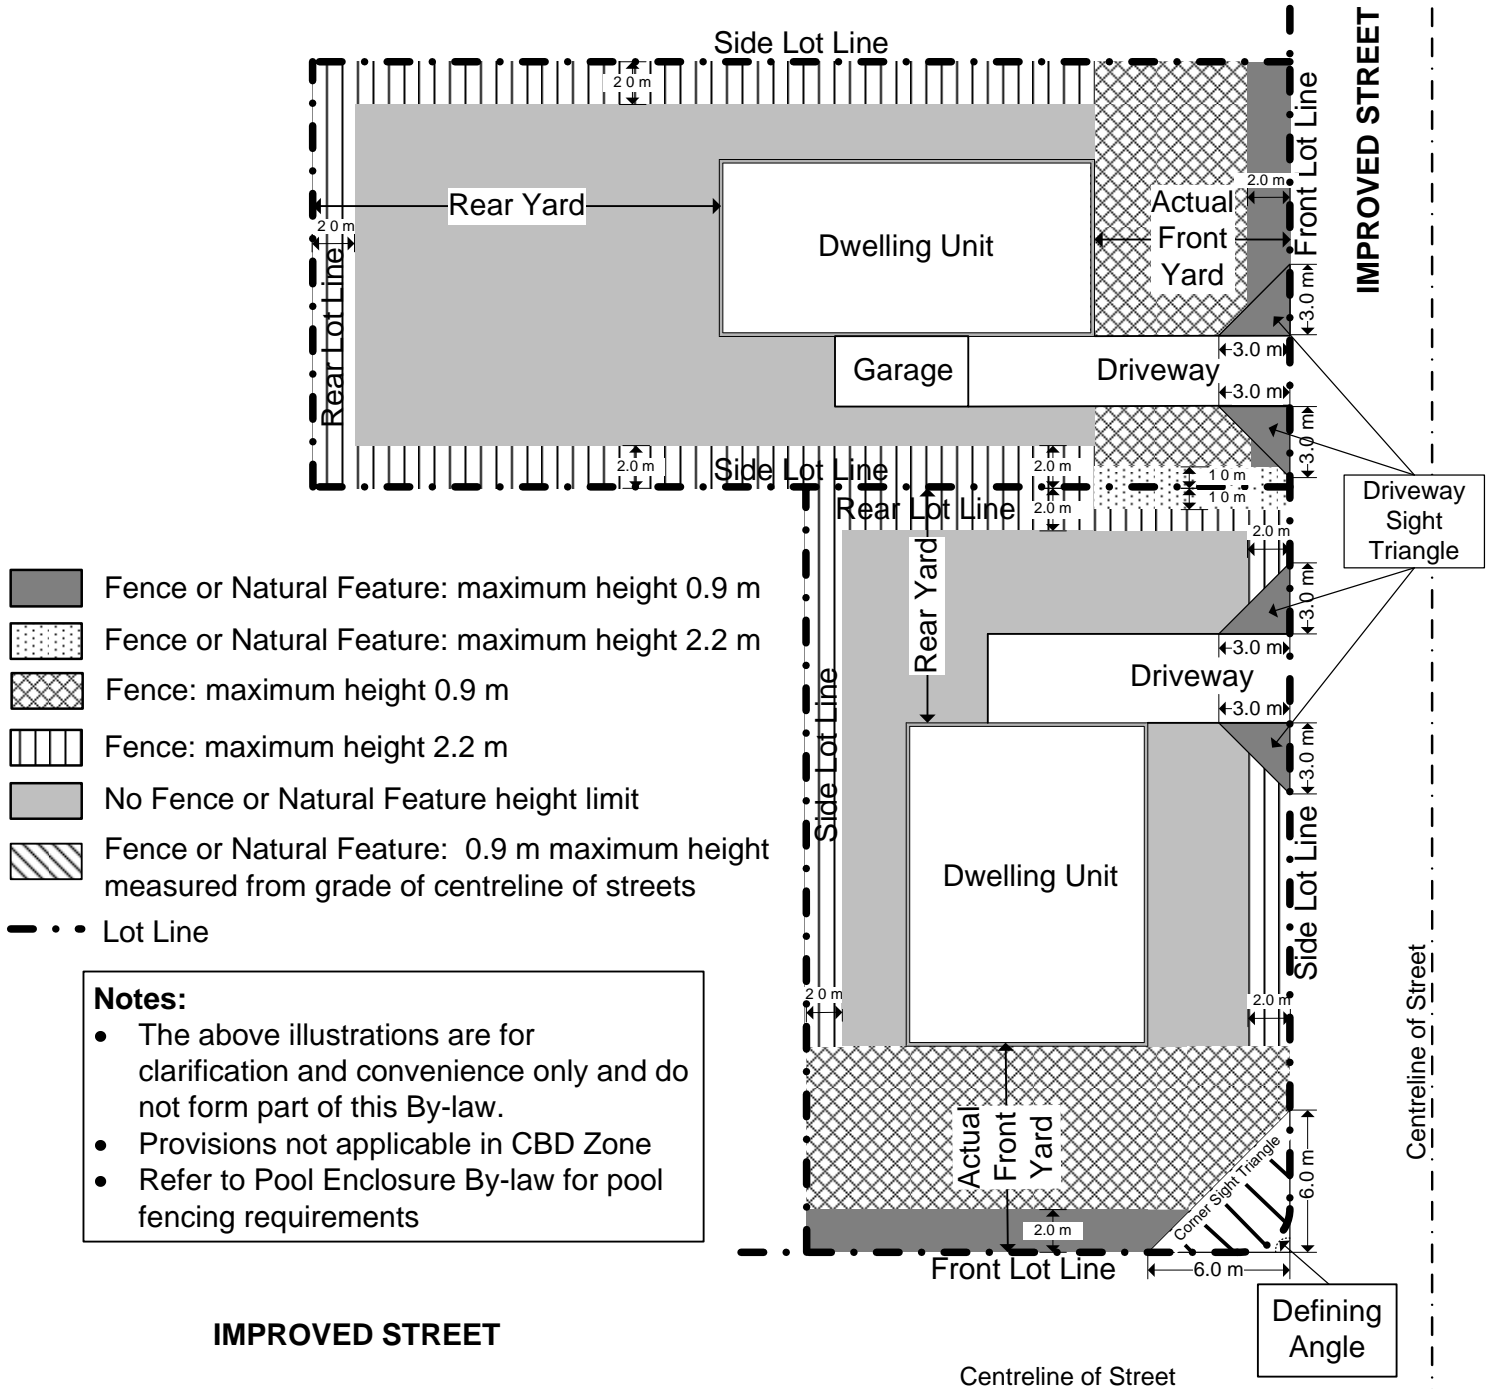 Side Lot Line
2 0 m
Front Lot Line
IMPROVED STREET
Rear Yard
2 0 m
Rear Lot Line
Dwelling Unit
Actual
Front
Yard
2.0 m
3.0 m
3.0 m
Garage
Driveway
3.0 m
3.0 m
2.0 m
Side Lot Line
2.0 m
1 0 m
1 0 m
Rear Lot Line
2.0 m
2.0 m
Driveway
Sight
Triangle
Rear Yard
3.0 m
3.0 m
Driveway
3.0 m
3.0 m
Side Lot Line
Dwelling Unit
Side Lot Line
2 0 m
2.0 m
Centreline of Street
Fence or Natural Feature: maximum height 0.9 m
Fence or Natural Feature: maximum height 2.2 m
Fence: maximum height 0.9 m
Fence: maximum height 2.2 m
No Fence or Natural Feature height limit
Fence or Natural Feature: 0.9 m maximum height
measured from grade of centreline of streets
Lot Line
Notes:
• The above illustrations are for
clarification and convenience only and do
not form part of this By-law.
• Provisions not applicable in CBD Zone
• Refer to Pool Enclosure By-law for pool
fencing requirements
Actual
Front
Yard
2.0 m
Corner Sight Triangle
6.0 m
6.0 m
Front Lot Line
Defining
Angle
IMPROVED STREET
Centreline of Street